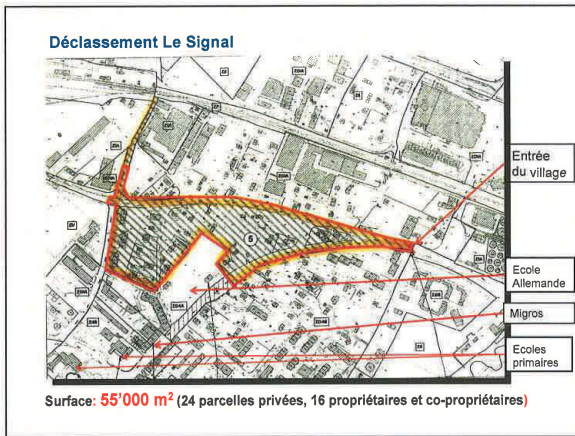 Déclassement Le Signal
5
Entrée
du village
Ecole
Allemande
Migros
Ecoles
primaires
Surface: 55'000 m² (24 parcelles privées, 16 propriétaires et co-propriétaires)